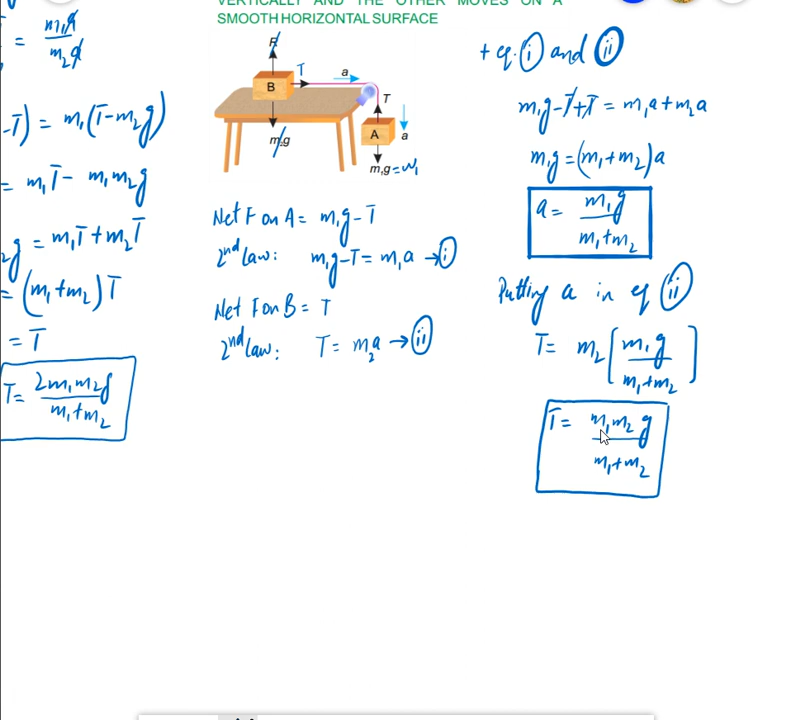 = m₁g / m₂g
-T) = m₁(T-m₂g)
= m₁T - m₁m₂g
2g = m₁T + m₂T
= (m₁+m₂)T
= T
T = 2m₁m₂g / m₁+m₂
VERTICALLY AND THE OTHER MOVES ON A
SMOOTH HORIZONTAL SURFACE
T
a
B
T
A
a
m₁g=w₁
Net F on A = m₁g-T
2nd law: m₁g-T = m₁a → (i)
Net F on B = T
2nd law: T = m₂a → (ii)
+ eq. (i) and (ii)
m₁g-T+T = m₁a+m₂a
m₁g = (m₁+m₂)a
a = m₁g / m₁+m₂
Putting a in eq (ii)
T = m₂[m₁g / m₁+m₂]
T = m₁m₂g / m₁+m₂